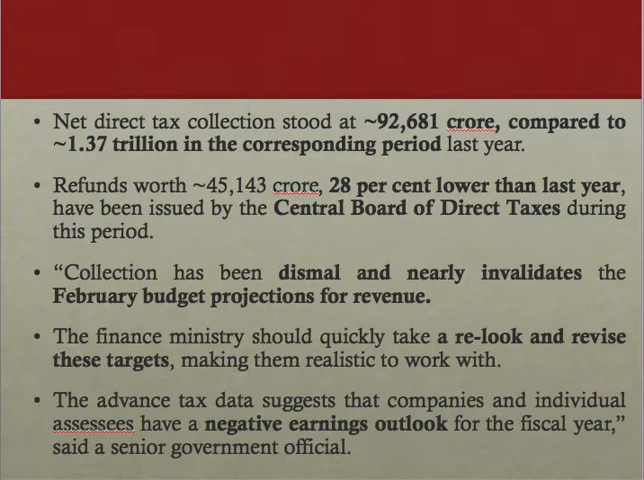 • Net direct tax collection stood at ~92,681 crore, compared to
~1.37 trillion in the corresponding period last year.
• Refunds worth ~45,143 crore, 28 per cent lower than last year,
have been issued by the Central Board of Direct Taxes during
this period.
• “Collection has been dismal and nearly invalidates the
February budget projections for revenue.
• The finance ministry should quickly take a re-look and revise
these targets, making them realistic to work with.
• The advance tax data suggests that companies and individual
assessees have a negative earnings outlook for the fiscal year,”
said a senior government official.